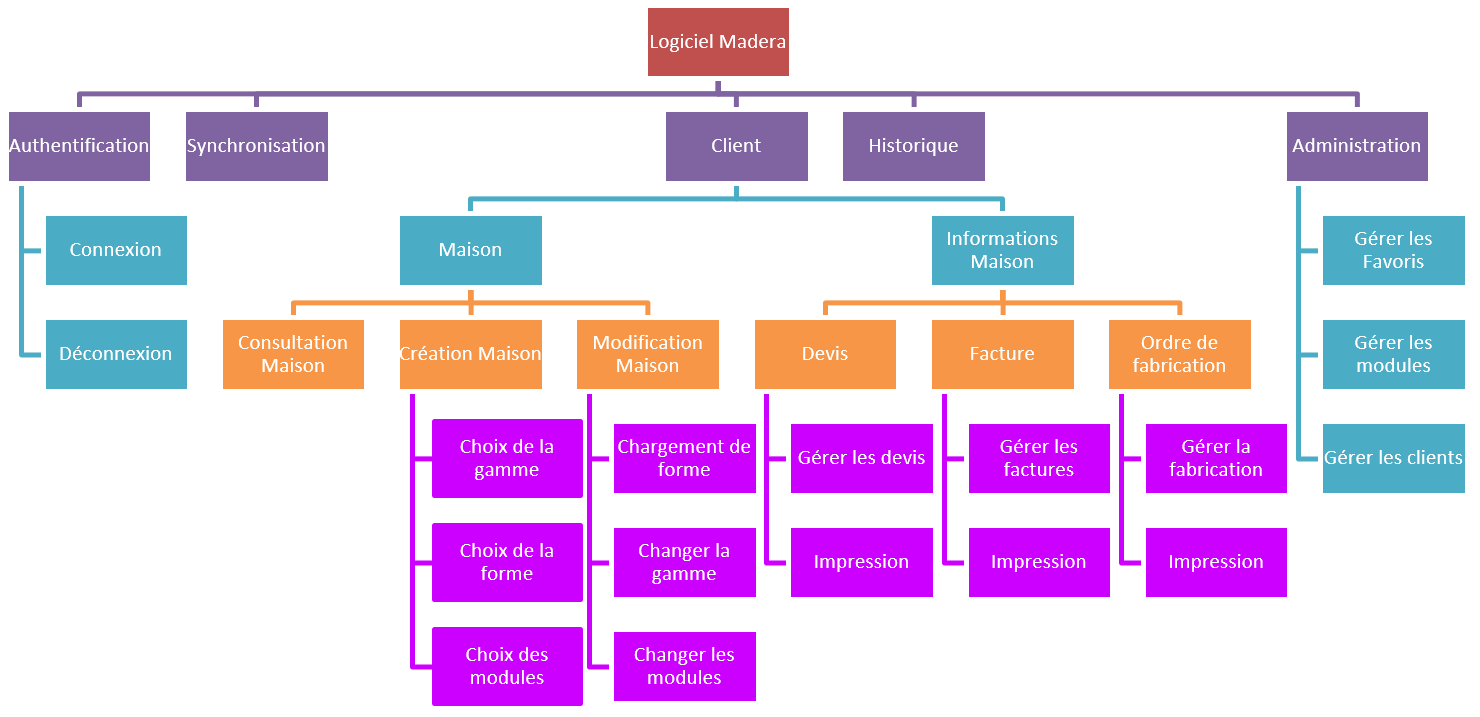 Logiciel Madera
Authentification
Synchronisation
Client
Historique
Administration
Connexion
Maison
Informations
Maison
Gérer les
Favoris
Déconnexion
Consultation
Maison
Création Maison
Modification
Maison
Devis
Facture
Ordre de
fabrication
Gérer les
modules
Choix de la
gamme
Chargement de
forme
Gérer les devis
Gérer les
factures
Gérer la
fabrication
Gérer les clients
Choix de la
forme
Changer la
gamme
Impression
Impression
Impression
Choix des
modules
Changer les
modules